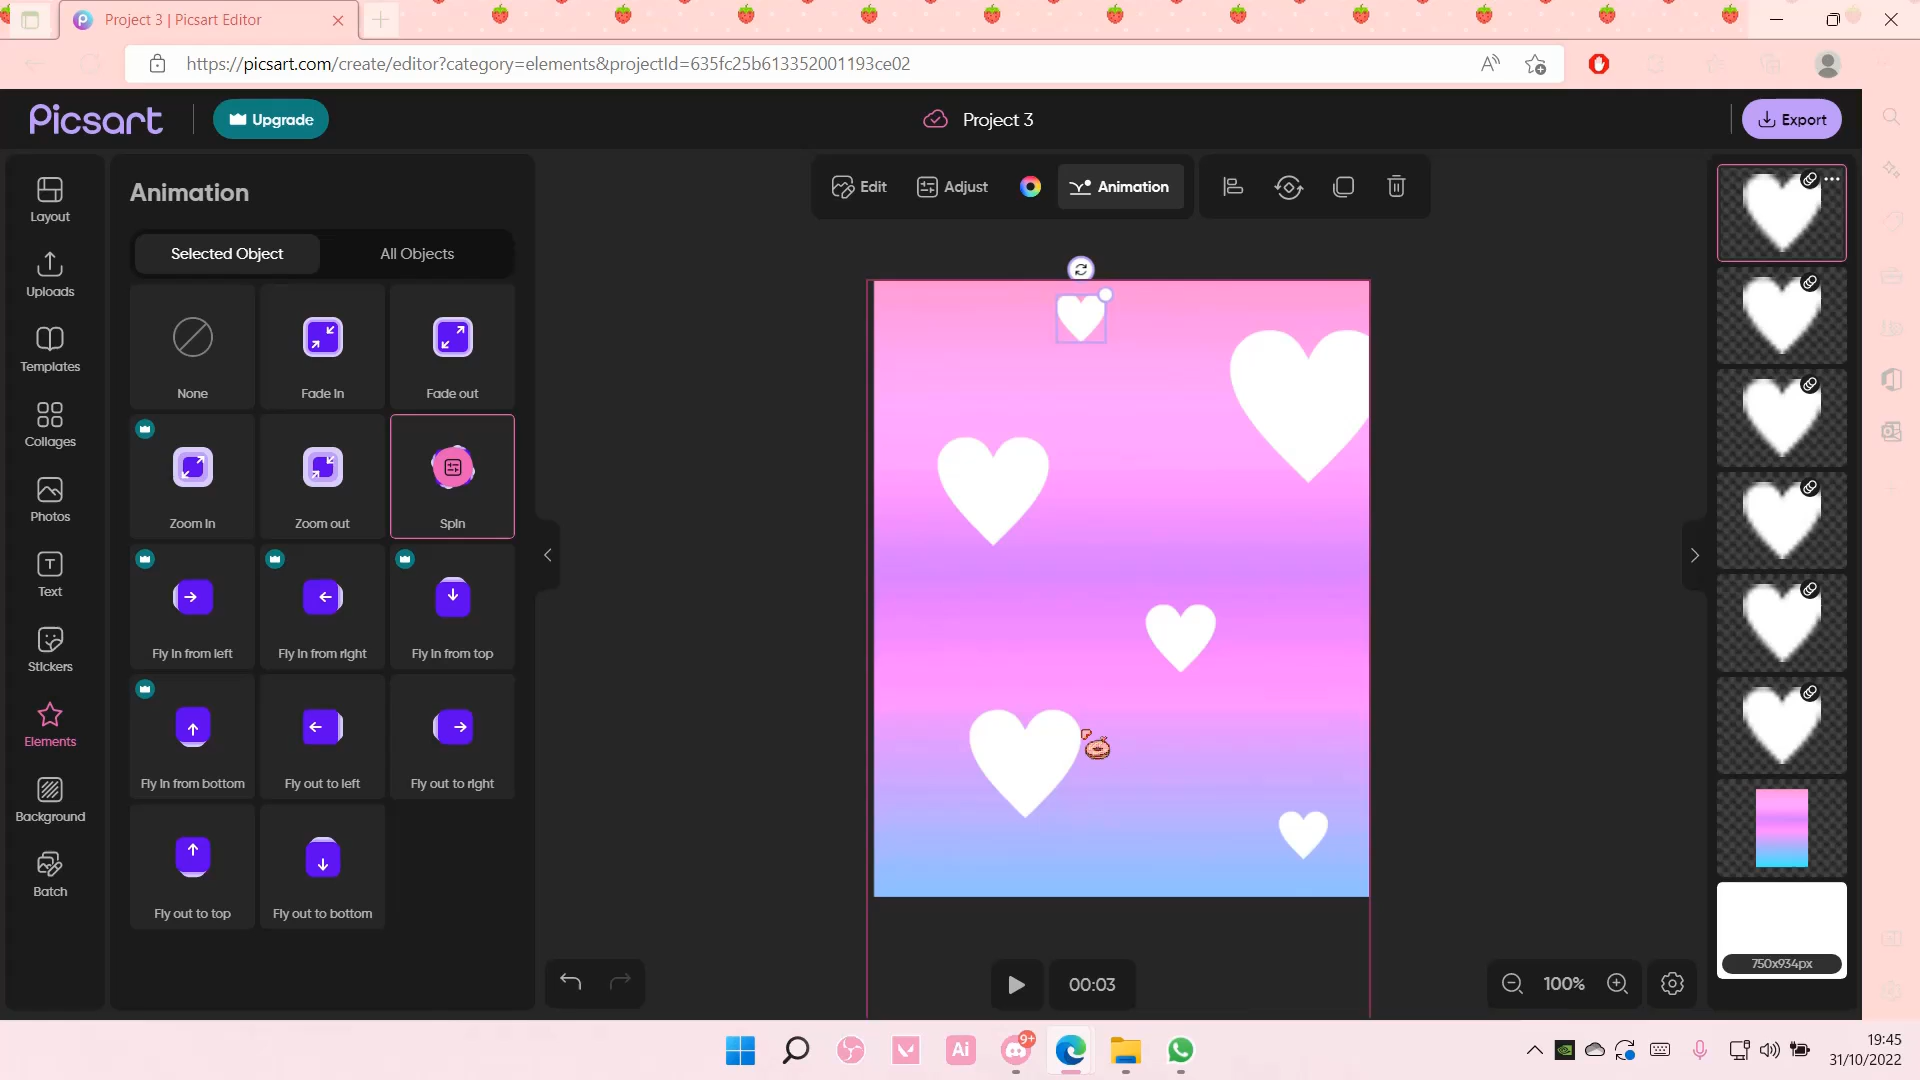 Project 3 | Picsart Editor
https://picsart.com/create/editor?category=elements&projectId=635fc25b613352001193ce02
Picsart
Upgrade
Project 3
Export
Layout
Uploads
Templates
Collages
Photos
Text
Stickers
Elements
Background
Batch
Animation
Selected Object
All Objects
None
Fade In
Fade out
Zoom In
Zoom out
Spin
Fly In from left
Fly In from right
Fly In from top
Fly In from bottom
Fly out to left
Fly out to right
Fly out to top
Fly out to bottom
Edit
Adjust
Animation
00:03
100%
750x934px
Ai
9+
19:45
31/10/2022